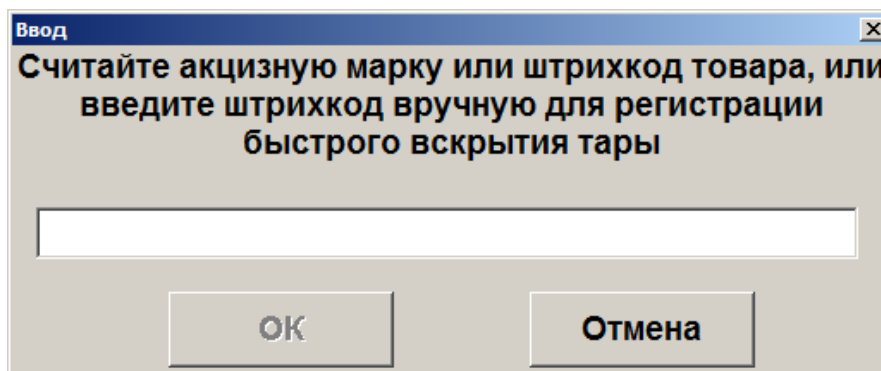 Ввод
Считайте акцизную марку или штрихкод товара, или
введите штрихкод вручную для регистрации
быстрого вскрытия тары
ОК
Отмена